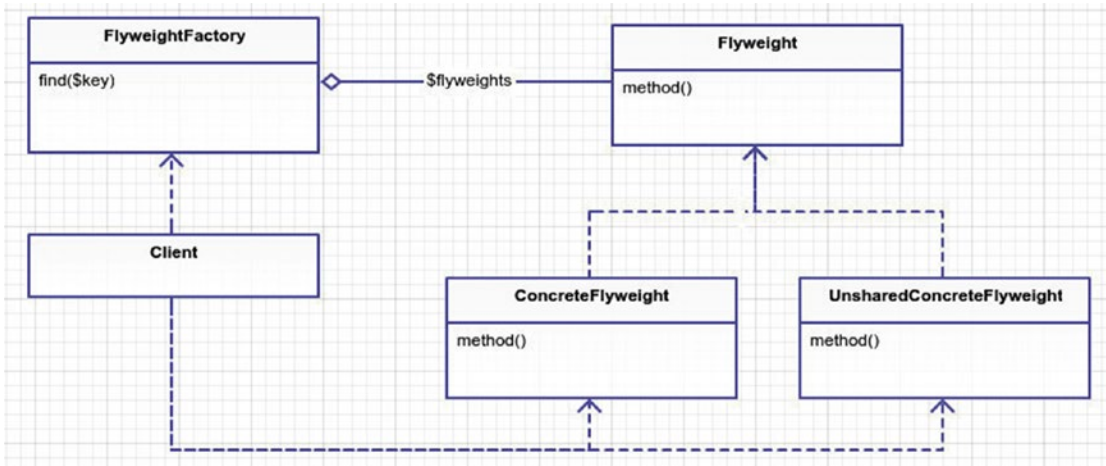 FlyweightFactory
find($key)
$flyweights
Flyweight
method()
Client
ConcreteFlyweight
method()
UnsharedConcreteFlyweight
method()